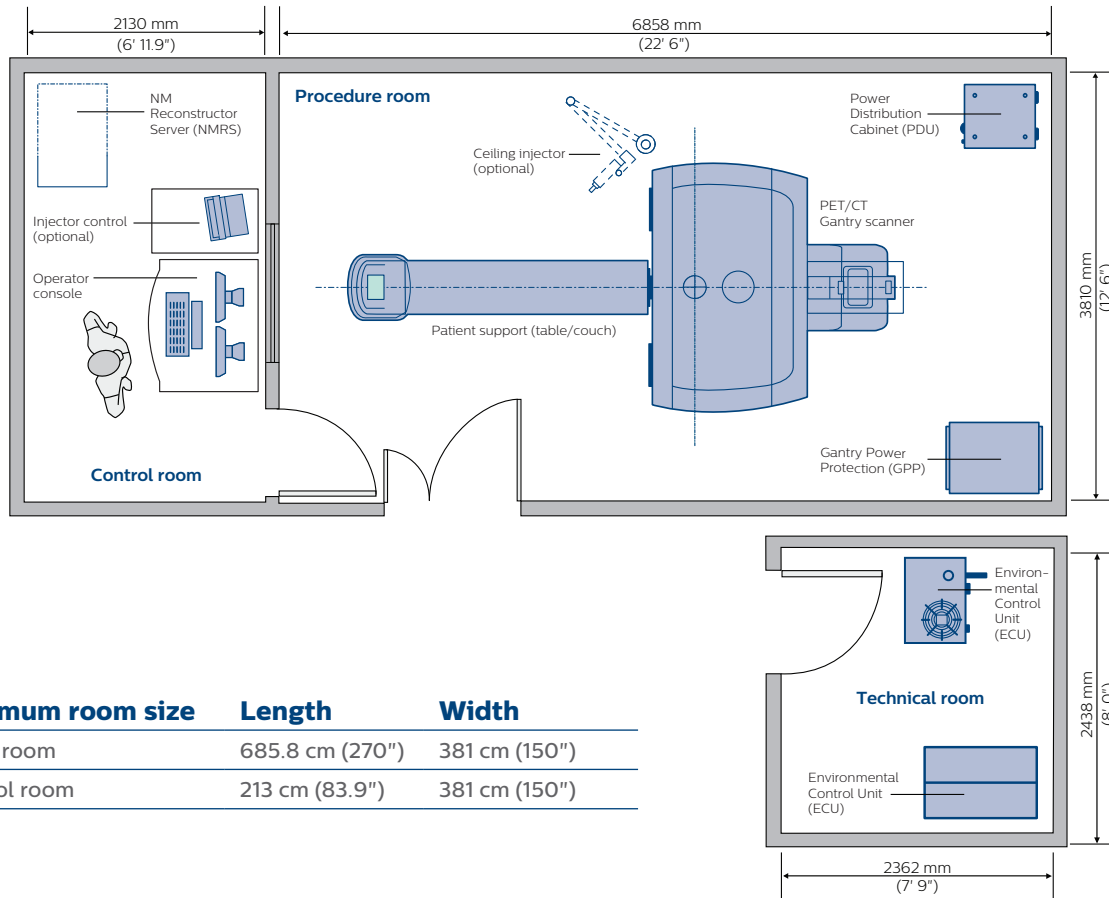 2130 mm
(6' 11.9")
6858 mm
(22' 6")
NM
Reconstructor
Server (NMRS)
Procedure room
Ceiling injector
(optional)
Power
Distribution
Cabinet (PDU)
Injector control
(optional)
PET/CT
Gantry scanner
Operator
console
3810 mm
(12' 6")
Patient support (table/couch)
Control room
Gantry Power
Protection (GPP)
Environ-
mental
Control
Unit
(ECU)
Technical room
2438 mm
(8' 0")
Environmental
Control Unit
(ECU)
2362 mm
(7' 9")
mum room size Length Width
room 685.8 cm (270") 381 cm (150")
ol room 213 cm (83.9") 381 cm (150")